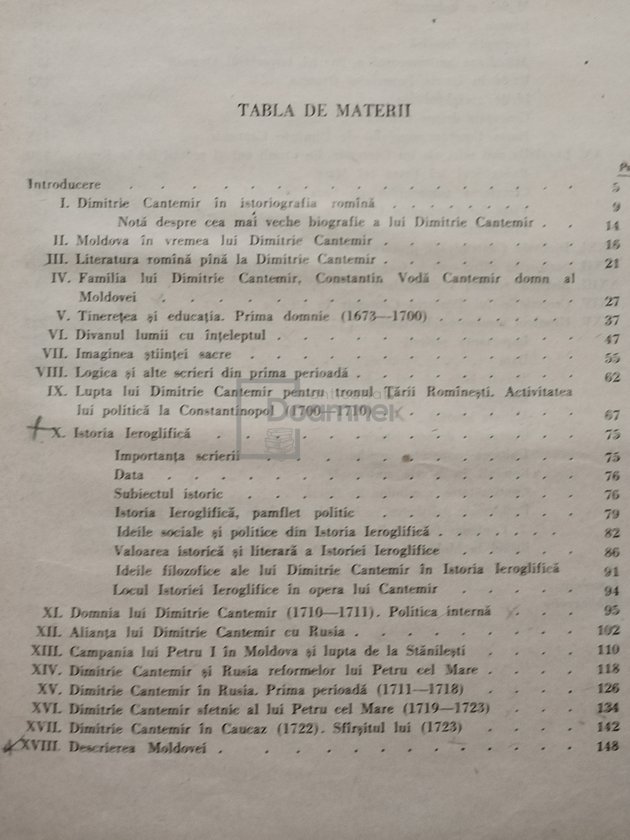 TABLA DE MATERII
Introducere . . . . . . . . . . . . 5
I. Dimitrie Cantemir în istoriografia romînă . . . . . . . 9
Notă despre cea mai veche biografie a lui Dimitrie Cantemir . . 14
II. Moldova în vremea lui Dimitrie Cantemir . . . . . . 16
III. Literatura romînă pînă la Dimitrie Cantemir . . . . . . 21
IV. Familia lui Dimitrie Cantemir, Constantin Vodă Cantemir domn al
Moldovei . . . . . . . . . . . . 27
V. Tinerețea și educația. Prima domnie (1673—1700) . . . . . . 37
VI. Divanul lumii cu înțeleptul . . . . . . . . . 47
VII. Imaginea științei sacre . . . . . . . . . . 55
VIII. Logica și alte scrieri din prima perioadă . . . . . . . 62
IX. Lupta lui Dimitrie Cantemir pentru tronul Țării Romînești. Activitatea
lui politică la Constantinopol (1700—1710) . . . . . . 67
X. Istoria Ieroglifică . . . . . . . . . . . 75
Importanța scrierii . . . . . . . . . 75
Data . . . . . . . . . . . . 76
Subiectul istoric . . . . . . . . . . 76
Istoria Ieroglifică, pamflet politic . . . . . . 79
Ideile sociale și politice din Istoria Ieroglifică . . . . . . 82
Valoarea istorică și literară a Istoriei Ieroglifice . . . . 86
Ideile filozofice ale lui Dimitrie Cantemir în Istoria Ieroglifică 91
Locul Istoriei Ieroglifice în opera lui Cantemir . . . . 94
XI. Domnia lui Dimitrie Cantemir (1710—1711). Politica internă . . . 95
XII. Alianța lui Dimitrie Cantemir cu Rusia . . . . . . . 102
XIII. Campania lui Petru I în Moldova și lupta de la Stănilești . . . 110
XIV. Dimitrie Cantemir și Rusia reformelor lui Petru cel Mare . . . . 118
XV. Dimitrie Cantemir în Rusia. Prima perioadă (1711—1718) . . . . 126
XVI. Dimitrie Cantemir sfetnic al lui Petru cel Mare (1719—1723) . . . 134
XVII. Dimitrie Cantemir în Caucaz (1722). Sfîrșitul lui (1723) . . . . 142
XVIII. Descrierea Moldovei . . . . . . . . . . 148